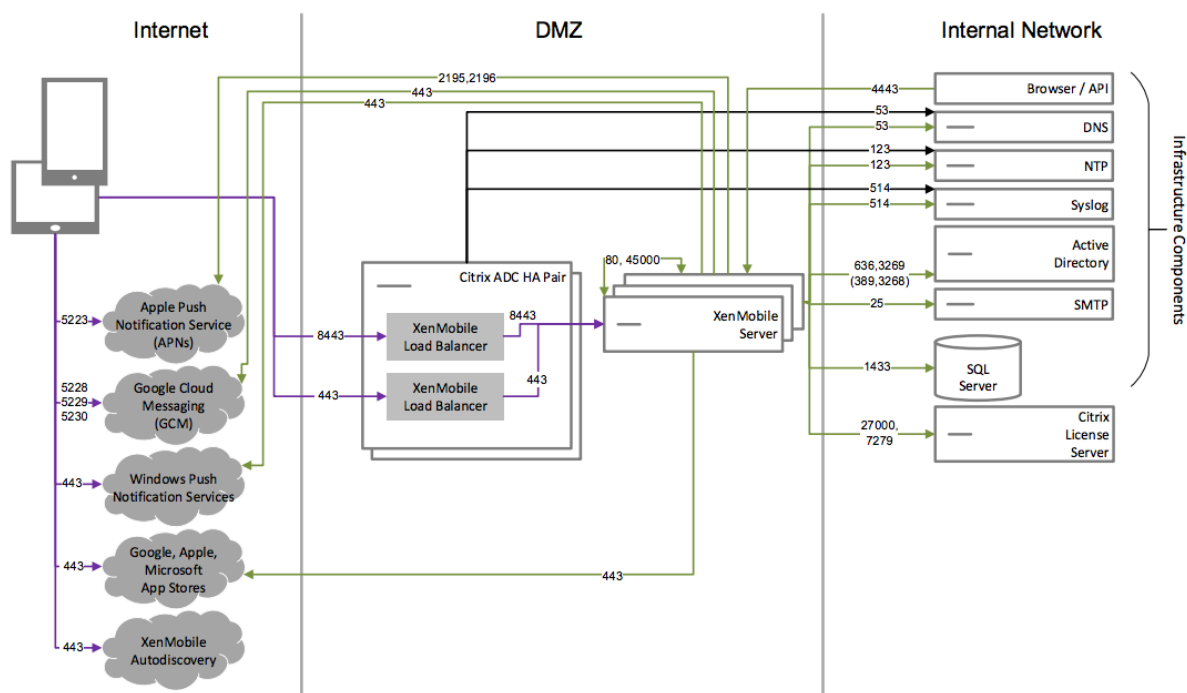 Internet
DMZ
Internal Network
2195,2196
443
443
4443
Browser / API
53
53
DNS
123
123
NTP
514
514
Syslog
636,3269
(389,3268)
Active
Directory
25
SMTP
1433
SQL
Server
27000,
7279
Citrix
License
Server
Infrastructure Components
80, 45000
Citrix ADC HA Pair
XenMobile
Load Balancer
XenMobile
Load Balancer
8443
443
8443
443
XenMobile
Server
443
5223
Apple Push
Notification Service
(APNs)
5228
5229
5230
Google Cloud
Messaging
(GCM)
443
Windows Push
Notification Services
443
Google, Apple,
Microsoft
App Stores
443
XenMobile
Autodiscovery